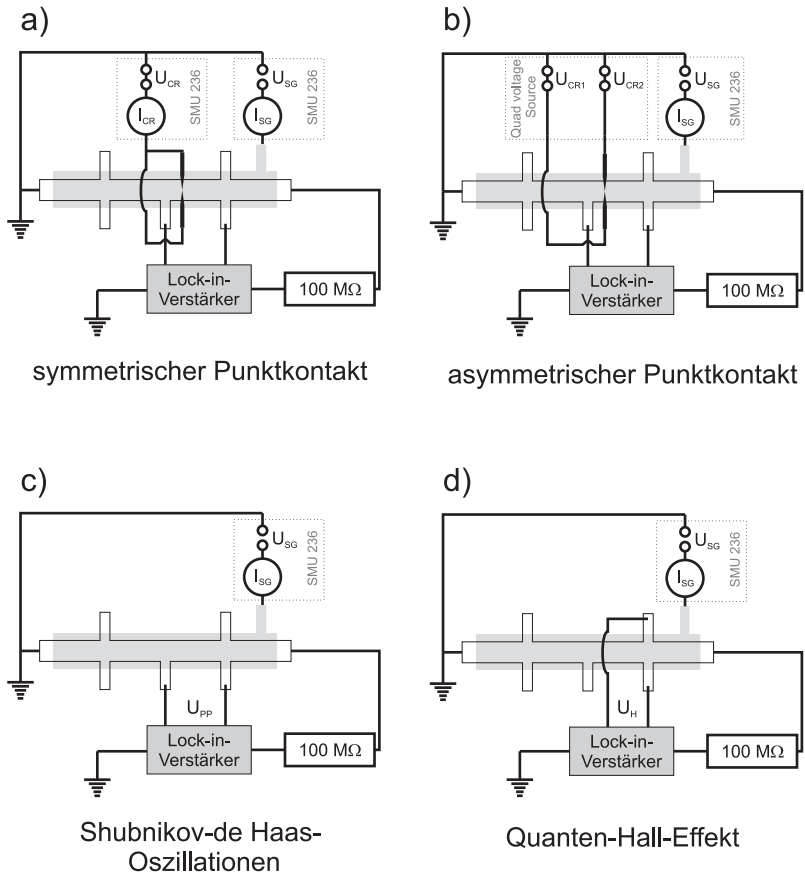 a)
U_CR
I_CR
SMU 236
U_SG
I_SG
SMU 236
Lock-in-
Verstärker
100 MΩ
symmetrischer Punktkontakt
b)
Quad voltage
Source
U_CR1
U_CR2
U_SG
I_SG
SMU 236
Lock-in-
Verstärker
100 MΩ
asymmetrischer Punktkontakt
c)
U_SG
I_SG
SMU 236
U_PP
Lock-in-
Verstärker
100 MΩ
Shubnikov-de Haas-
Oszillationen
d)
U_SG
I_SG
SMU 236
U_H
Lock-in-
Verstärker
100 MΩ
Quanten-Hall-Effekt